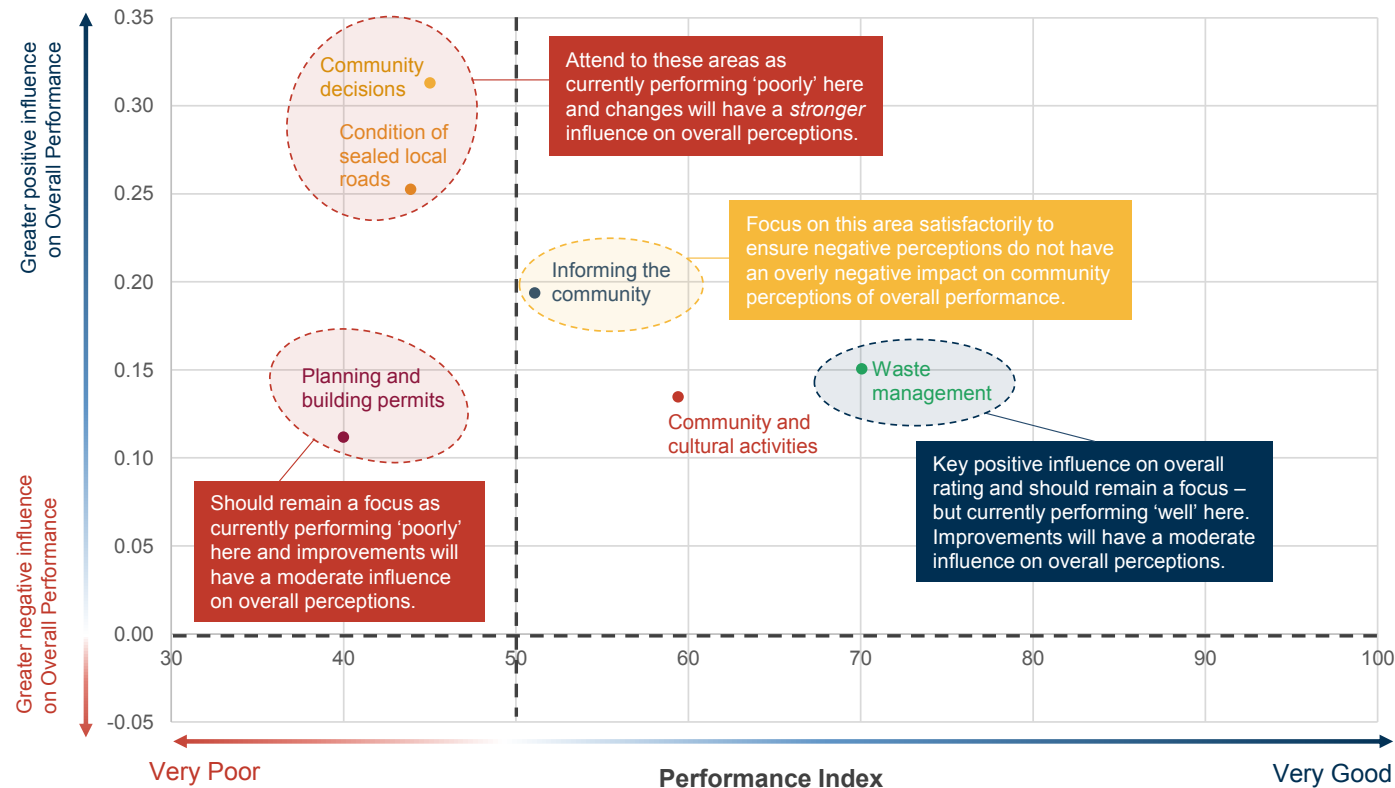 Greater positive influence
on Overall Performance
Greater negative influence
on Overall Performance
0.35
0.30
0.25
0.20
0.15
0.10
0.05
0.00
-0.05
30
40
50
60
70
80
90
100
Community
decisions
Condition of
sealed local
roads
Attend to these areas as
currently performing ‘poorly’ here
and changes will have a stronger
influence on overall perceptions.
Informing the
community
Focus on this area satisfactorily to
ensure negative perceptions do not have
an overly negative impact on community
perceptions of overall performance.
Planning and
building permits
Should remain a focus as
currently performing ‘poorly’
here and improvements will
have a moderate influence
on overall perceptions.
Community and
cultural activities
Waste
management
Key positive influence on overall
rating and should remain a focus –
but currently performing ‘well’ here.
Improvements will have a moderate
influence on overall perceptions.
Very Poor
Performance Index
Very Good